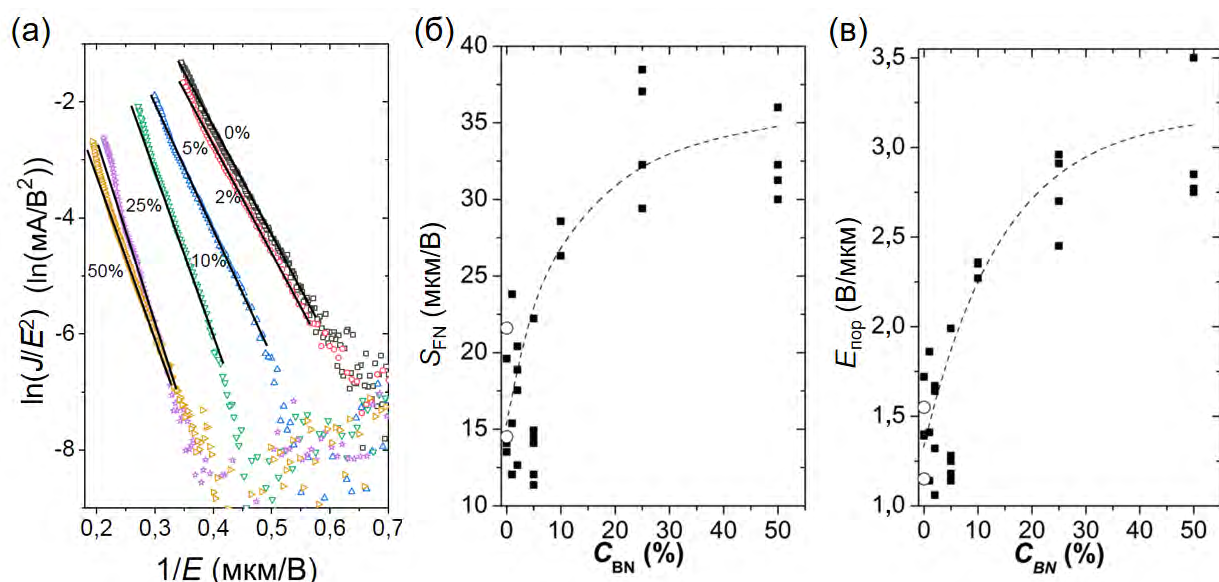 (а)
ln(J/E²) (ln(мА/В²))
-2
-4
-6
-8
0%
5%
2%
25%
10%
50%
0,2 0,3 0,4 0,5 0,6 0,7
1/E (мкм/В)
(б)
S_FN (мкм/В)
40
35
30
25
20
15
10
0 10 20 30 40 50
C_BN (%)
(в)
E_пор (В/мкм)
3,5
3,0
2,5
2,0
1,5
1,0
0 10 20 30 40 50
C_BN (%)